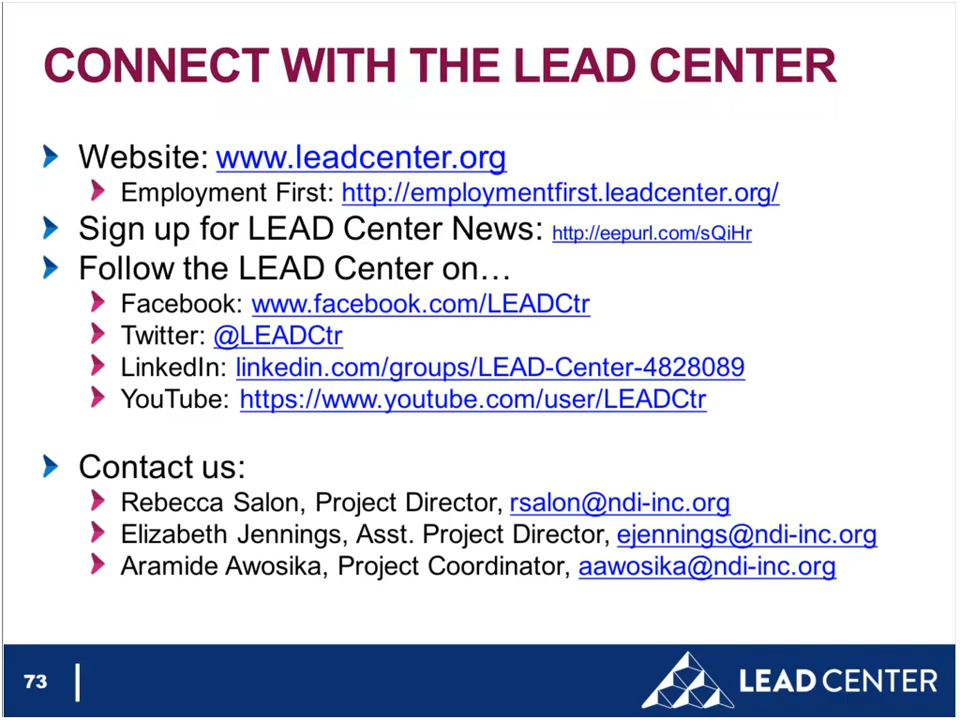 CONNECT WITH THE LEAD CENTER
Website: www.leadcenter.org
Employment First: http://employmentfirst.leadcenter.org/
Sign up for LEAD Center News: http://eepurl.com/sQiHr
Follow the LEAD Center on…
Facebook: www.facebook.com/LEADCtr
Twitter: @LEADCtr
LinkedIn: linkedin.com/groups/LEAD-Center-4828089
YouTube: https://www.youtube.com/user/LEADCtr
Contact us:
Rebecca Salon, Project Director, rsalon@ndi-inc.org
Elizabeth Jennings, Asst. Project Director, ejennings@ndi-inc.org
Aramide Awosika, Project Coordinator, aawosika@ndi-inc.org
73
LEAD CENTER